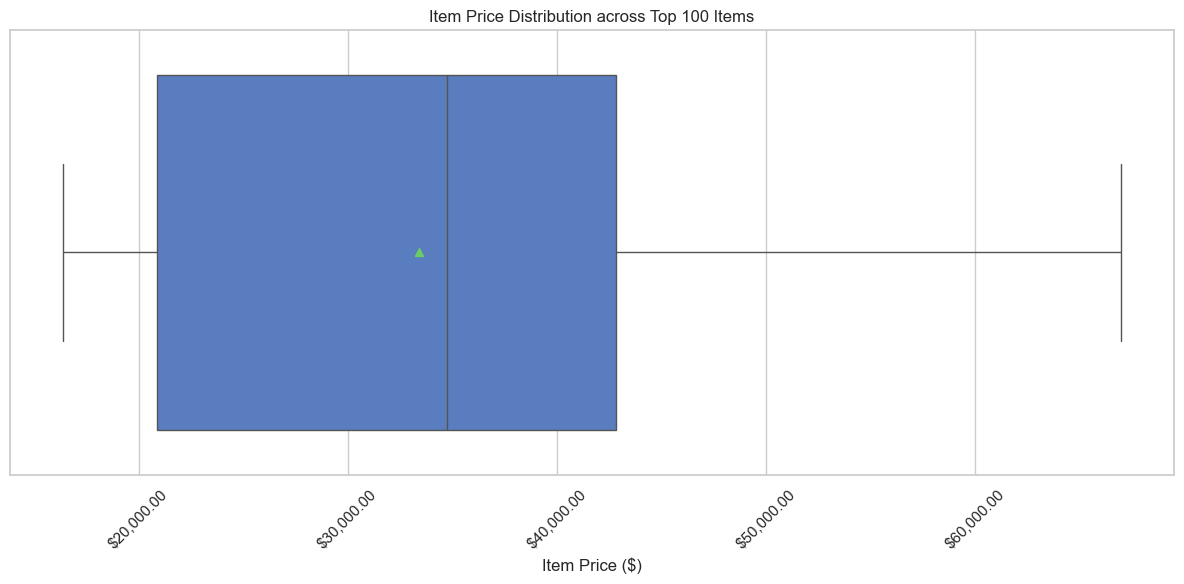 Item Price Distribution across Top 100 Items
$20,000.00
$30,000.00
$40,000.00
$50,000.00
$60,000.00
Item Price ($)